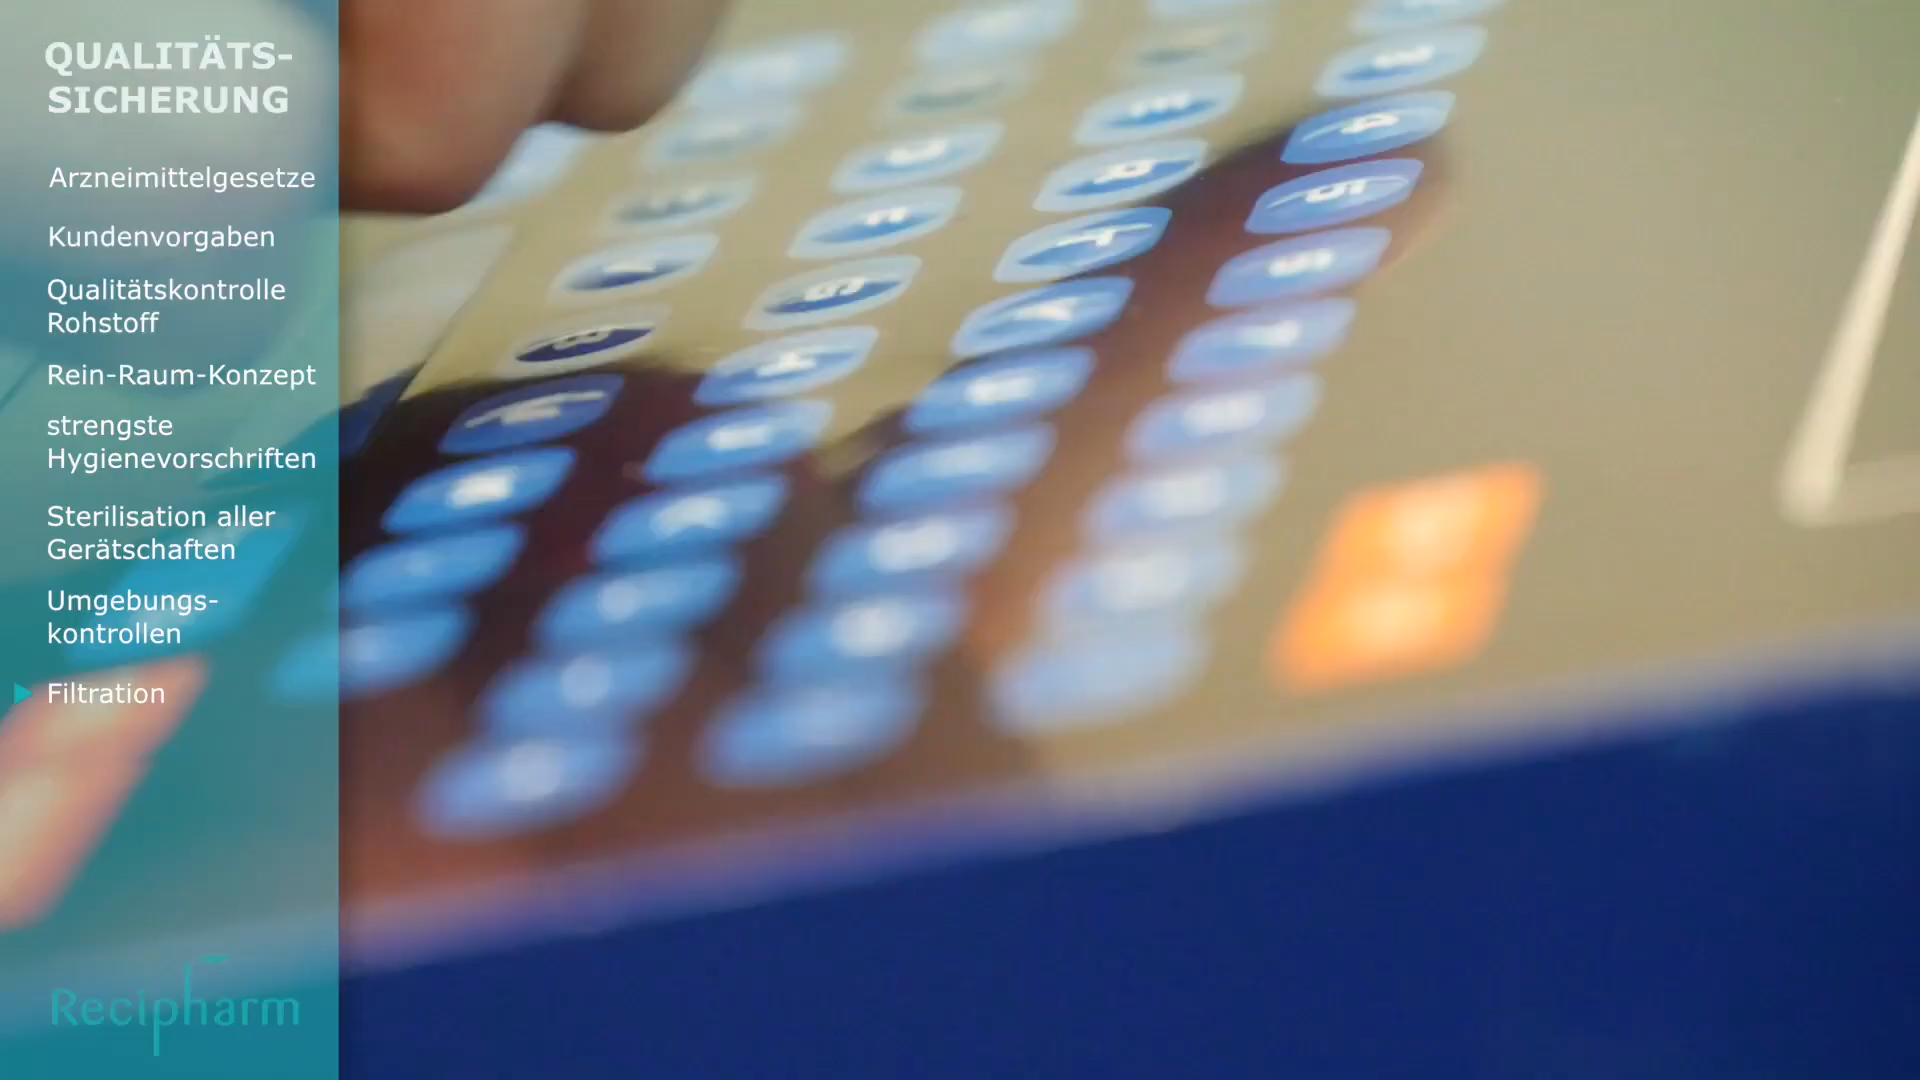 QUALITÄTS-
SICHERUNG
Arzneimittelgesetze
Kundenvorgaben
Qualitätskontrolle
Rohstoff
Rein-Raum-Konzept
strengste
Hygienevorschriften
Sterilisation aller
Gerätschaften
Umgebungs-
kontrollen
Filtration
Recipharm